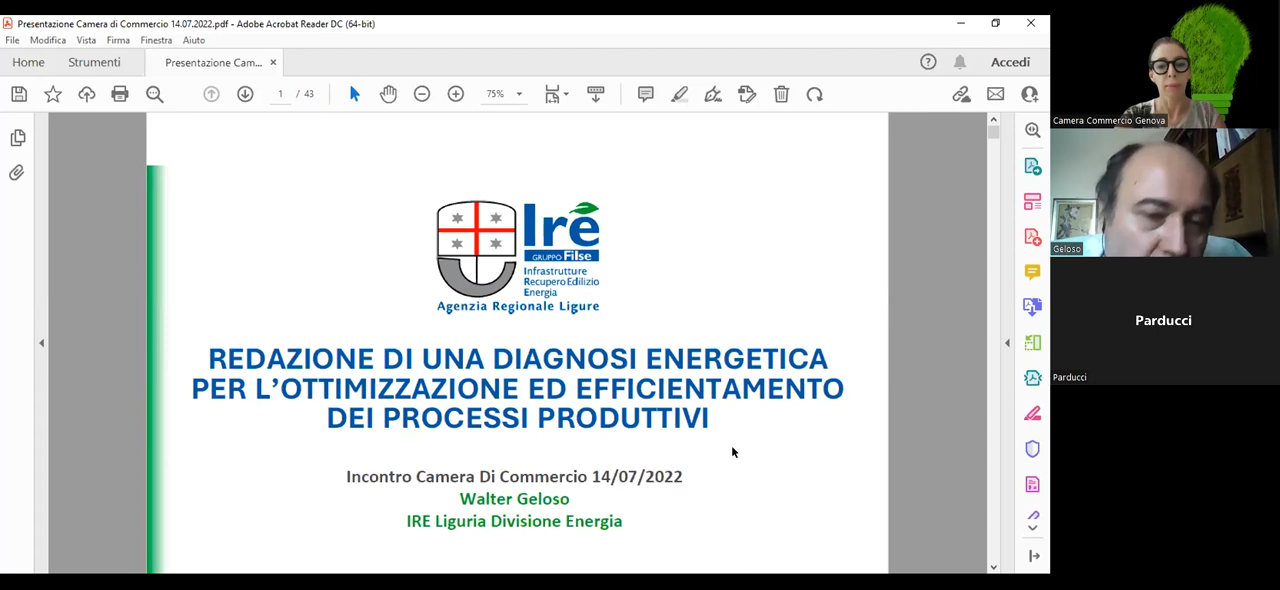 Presentazione Camera di Commercio 14.07.2022.pdf - Adobe Acrobat Reader DC (64-bit)
File Modifica Vista Firma Finestra Aiuto
Home Strumenti Presentazione Cam... × Accedi
1 / 43 75%
Irè
GRUPPO Filse
Infrastrutture
Recupero Edilizio
Energia
Agenzia Regionale Ligure
REDAZIONE DI UNA DIAGNOSI ENERGETICA
PER L’OTTIMIZZAZIONE ED EFFICIENTAMENTO
DEI PROCESSI PRODUTTIVI
Incontro Camera Di Commercio 14/07/2022
Walter Geloso
IRE Liguria Divisione Energia
Camera Commercio Genova
Geloso
Parducci
Parducci